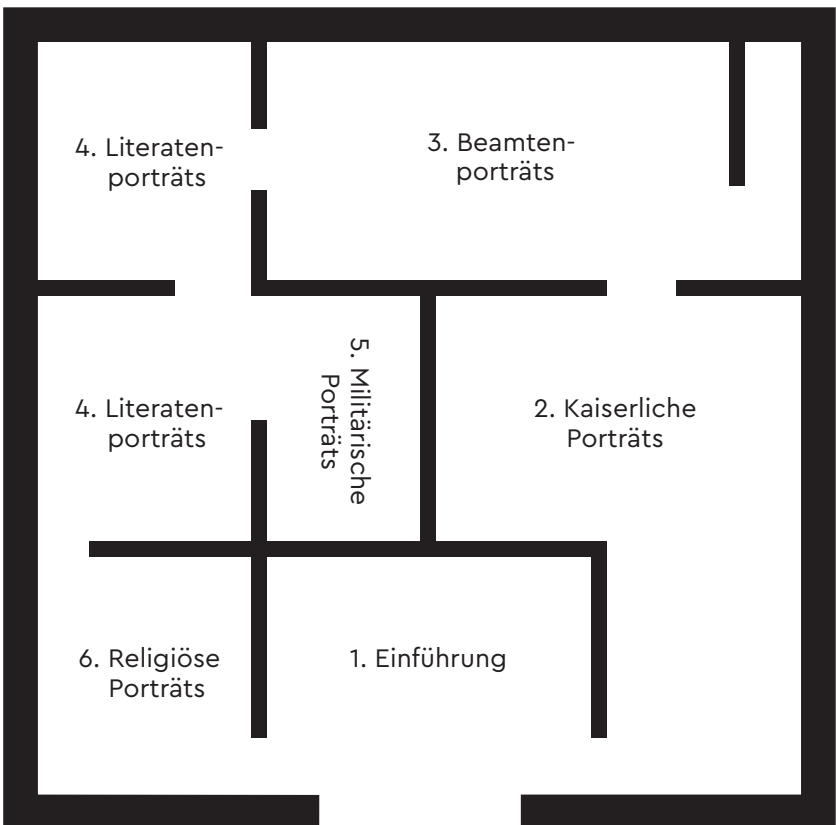 4. Literaten-
porträts
3. Beamten-
porträts
4. Literaten-
porträts
5. Militärische
Porträts
2. Kaiserliche
Porträts
6. Religiöse
Porträts
1. Einführung